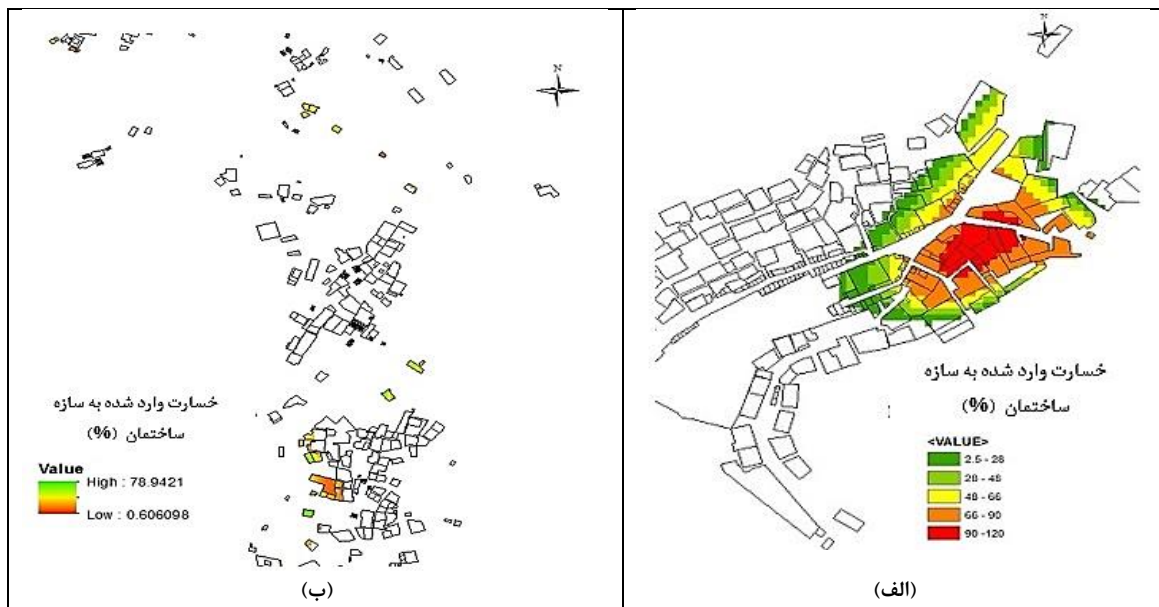 N
خسارت وارد شده به سازه
ساختمان (%)
<VALUE>
2.5 - 28
28 - 48
48 - 66
66 - 90
90 -120
(الف)
N
خسارت وارد شده به سازه
ساختمان (%)
Value
High : 78.9421
Low : 0.606098
(ب)